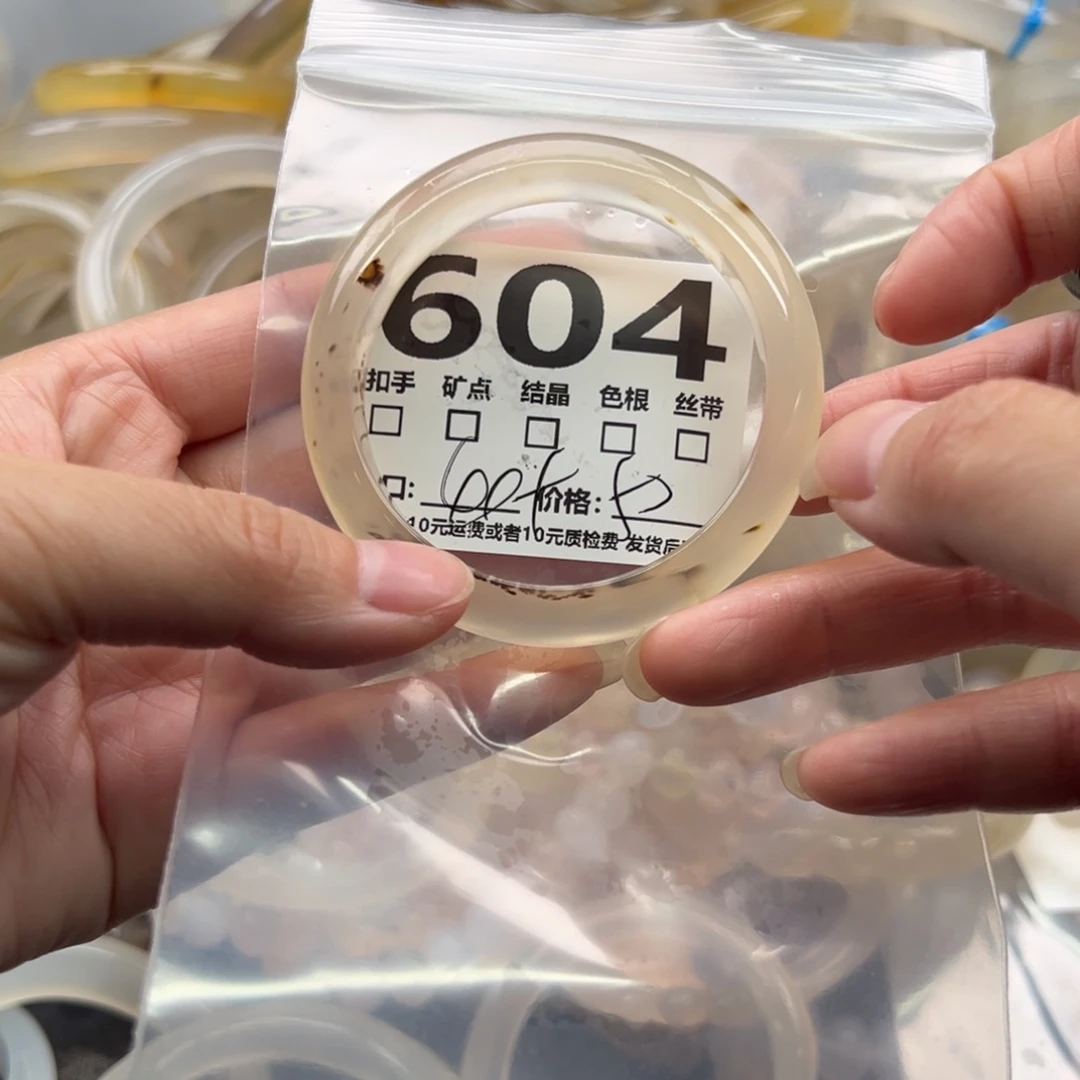 604
扣手 矿点 结晶 色根 丝带
口: 价格:
10元运费或者10元质检费 发货后